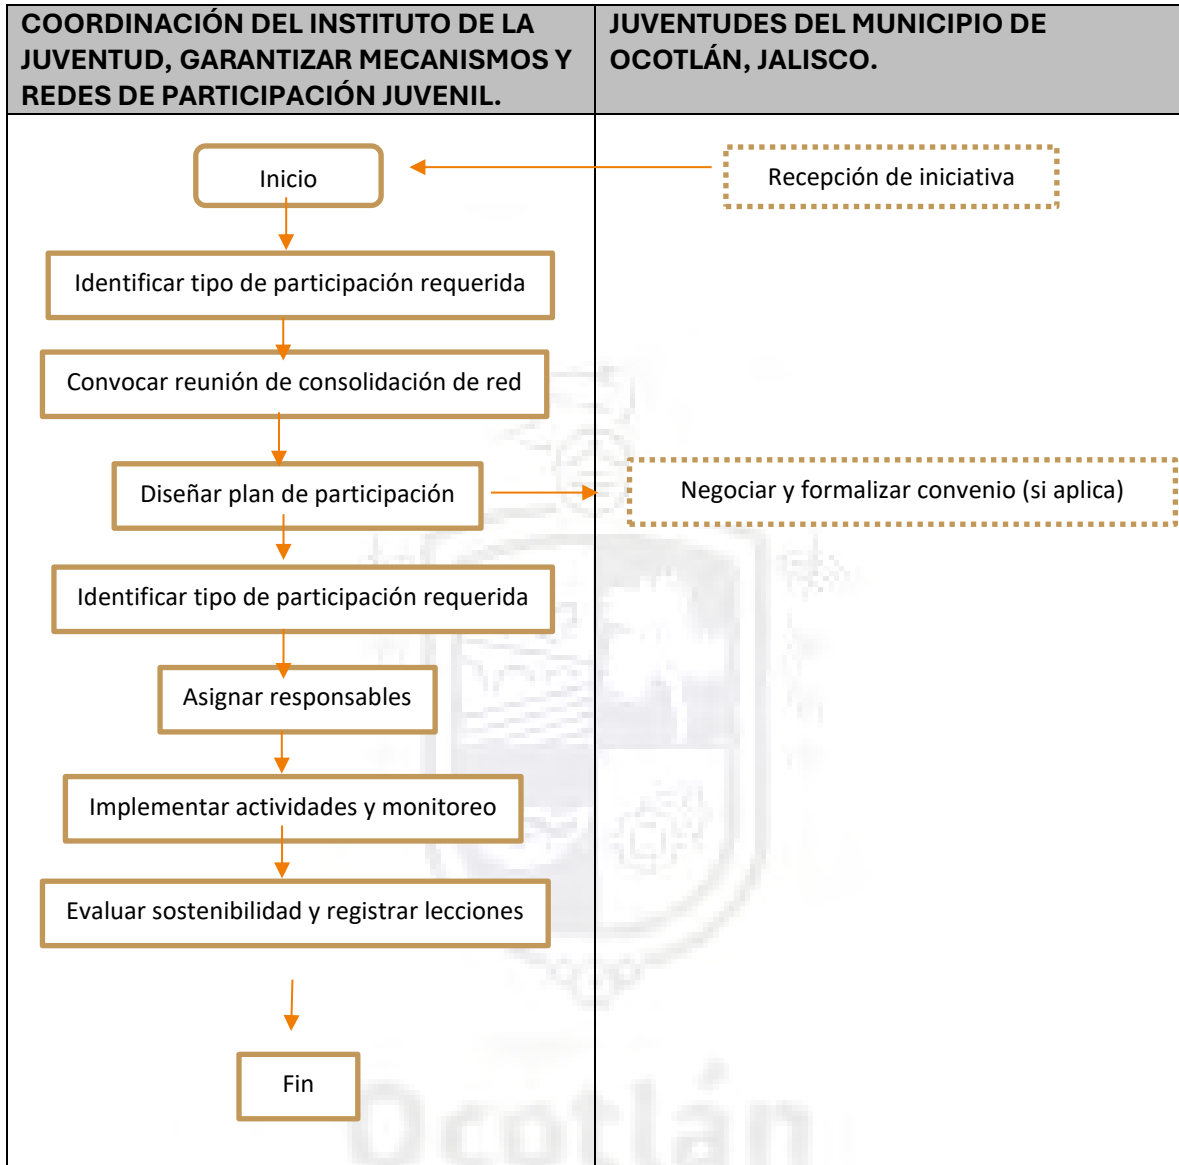 COORDINACIÓN DEL INSTITUTO DE LA
JUVENTUD, GARANTIZAR MECANISMOS Y
REDES DE PARTICIPACIÓN JUVENIL.
JUVENTUDES DEL MUNICIPIO DE
OCOTLÁN, JALISCO.
Inicio
Recepción de iniciativa
Identificar tipo de participación requerida
Convocar reunión de consolidación de red
Diseñar plan de participación
Negociar y formalizar convenio (si aplica)
Identificar tipo de participación requerida
Asignar responsables
Implementar actividades y monitoreo
Evaluar sostenibilidad y registrar lecciones
Fin
Ocotlán